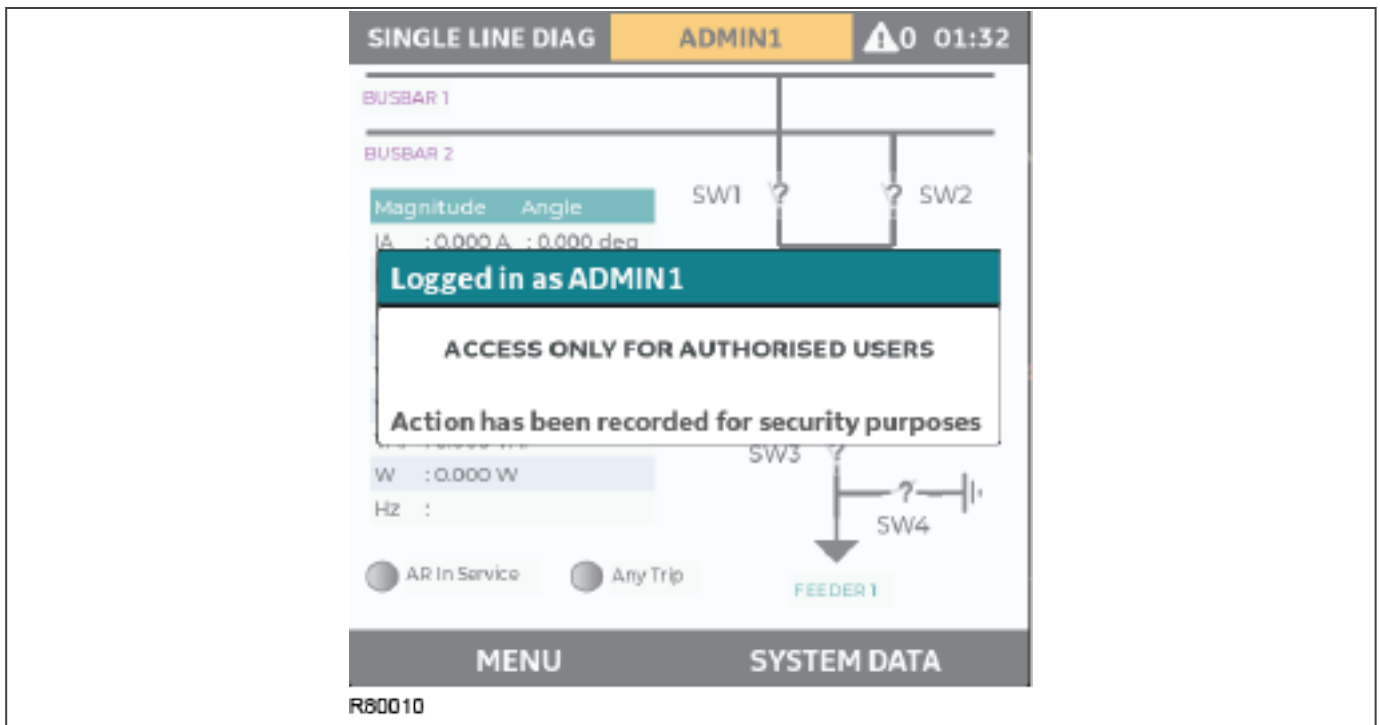 SINGLE LINE DIAG ADMIN1 0 01:32
BUSBAR 1
BUSBAR 2
SW1 ? ? SW2
Magnitude Angle
IA : 0.000 A : 0.000 deg
Logged in as ADMIN1
ACCESS ONLY FOR AUTHORISED USERS
Action has been recorded for security purposes
SW3 ?
W : 0.000 W
?
Hz :
SW4
AR In Service Any Trip
FEEDER 1
MENU SYSTEM DATA
R80010